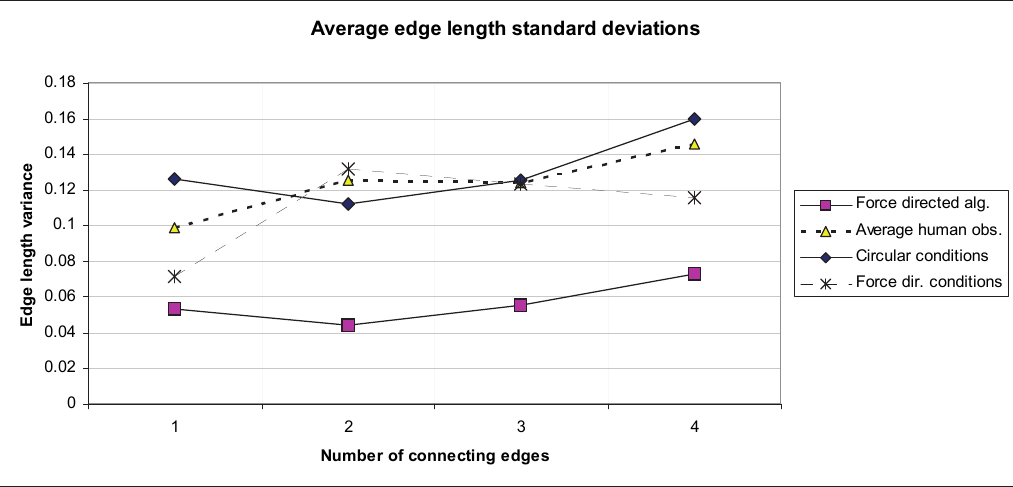 Average edge length standard deviations
0.18
0.16
0.14
0.12
0.1
0.08
0.06
0.04
0.02
0
Edge length variance
1 2 3 4
Number of connecting edges
Force directed alg.
Average human obs.
Circular conditions
Force dir. conditions